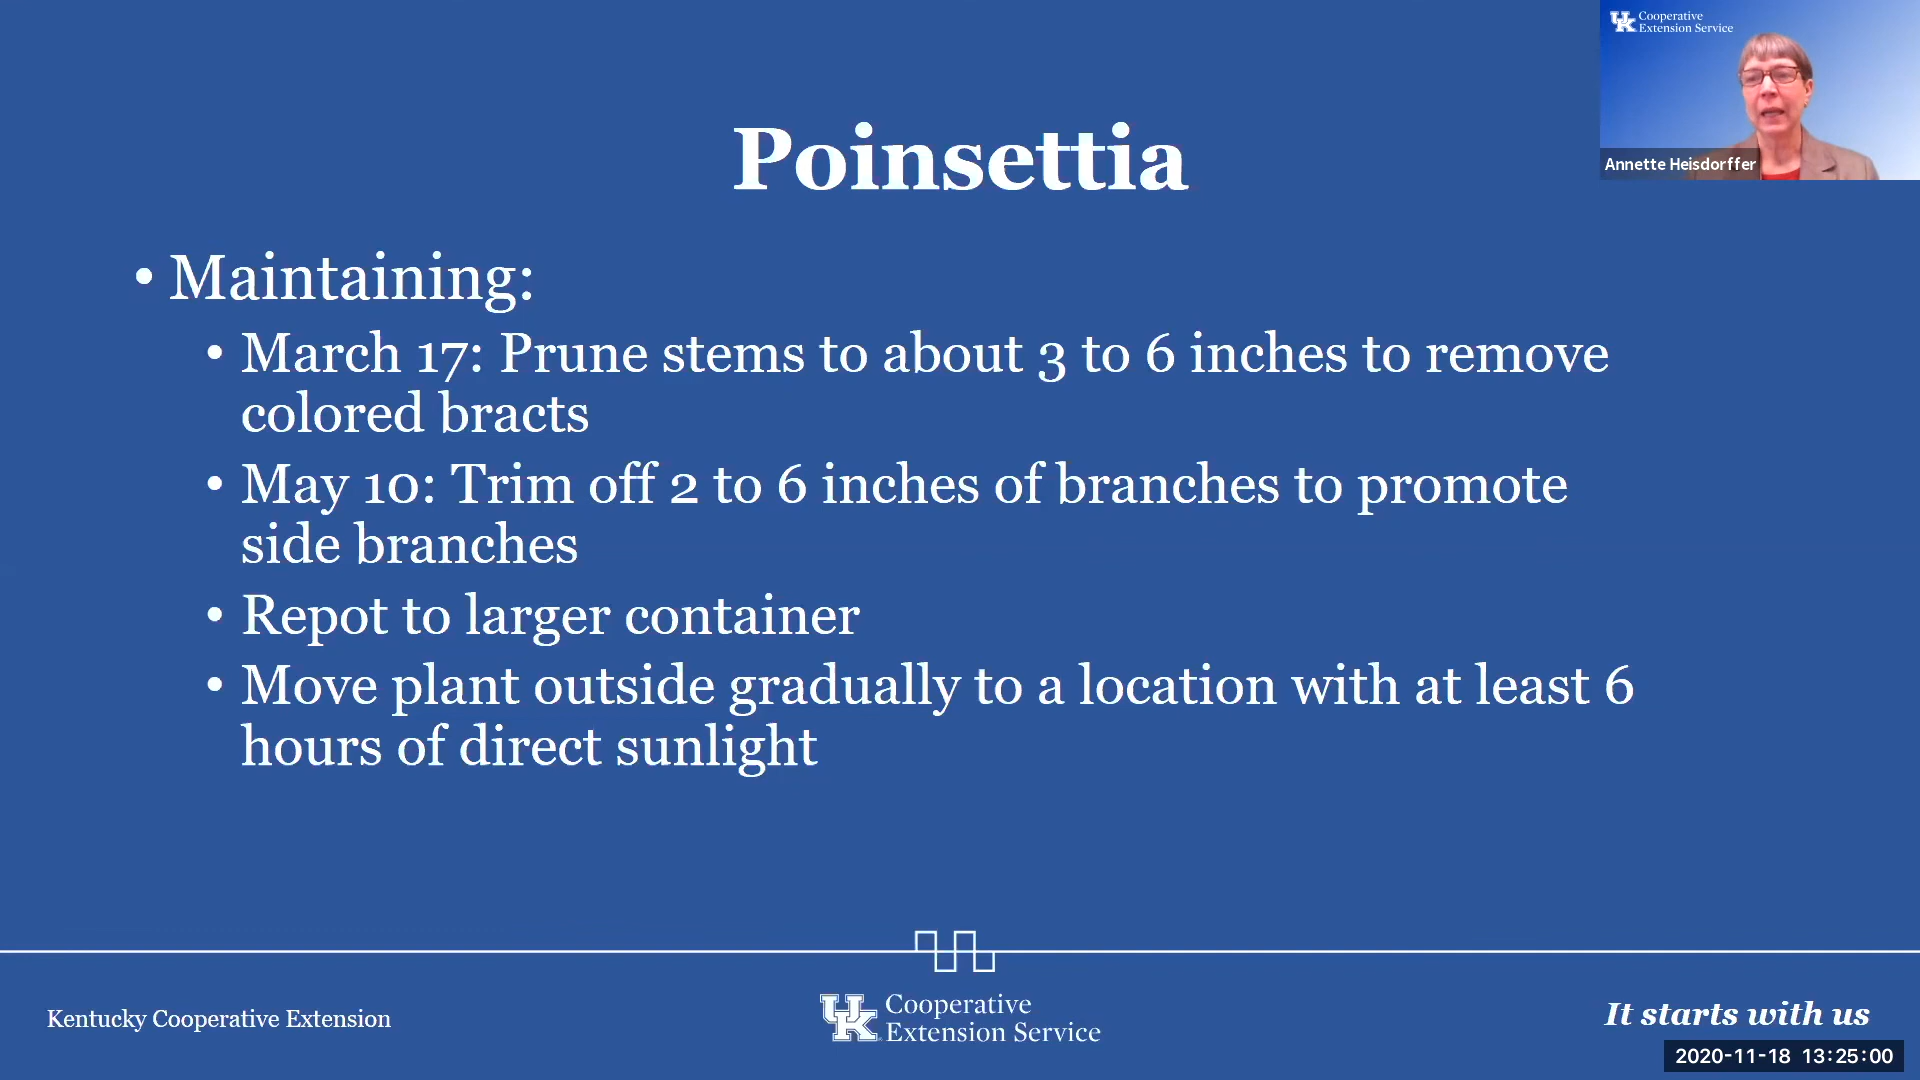 UK Cooperative
Extension Service
Annette Heisdorffer
Poinsettia
• Maintaining:
• March 17: Prune stems to about 3 to 6 inches to remove
colored bracts
• May 10: Trim off 2 to 6 inches of branches to promote
side branches
• Repot to larger container
• Move plant outside gradually to a location with at least 6
hours of direct sunlight
Kentucky Cooperative Extension
UK Cooperative
Extension Service
It starts with us
2020-11-18 13:25:00